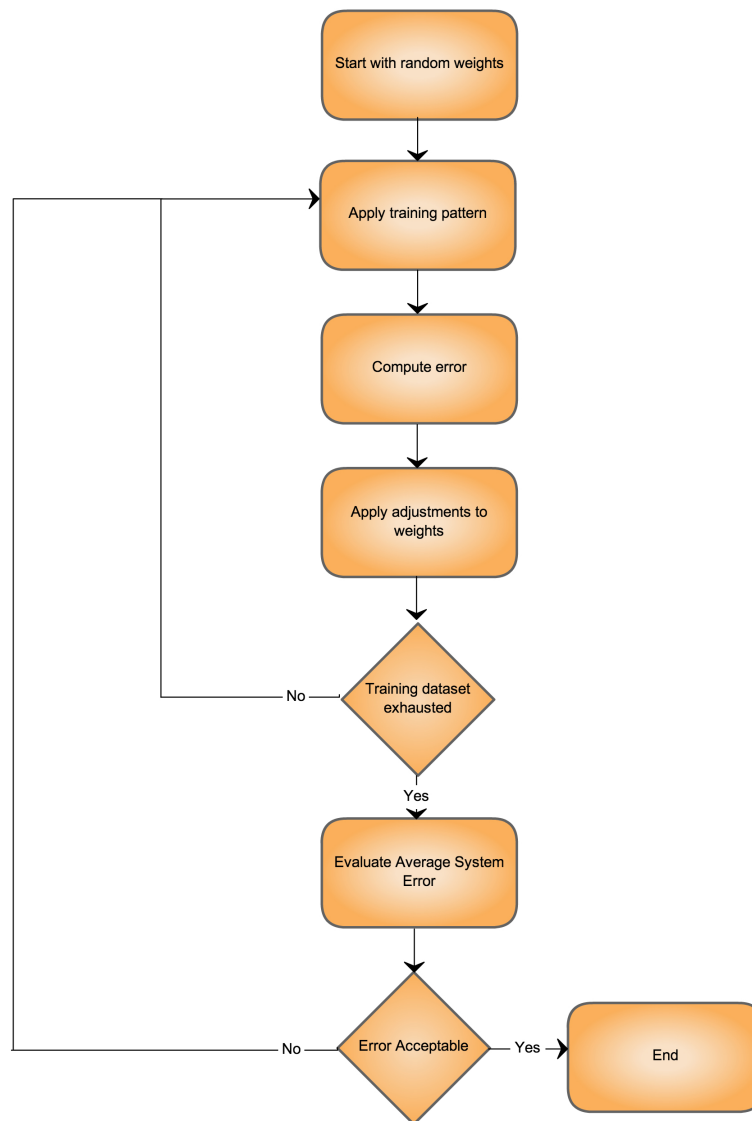 Start with random weights
Apply training pattern
Compute error
Apply adjustments to
weights
Training dataset
exhausted
No
Yes
Evaluate Average System
Error
Error Acceptable
No
Yes
End